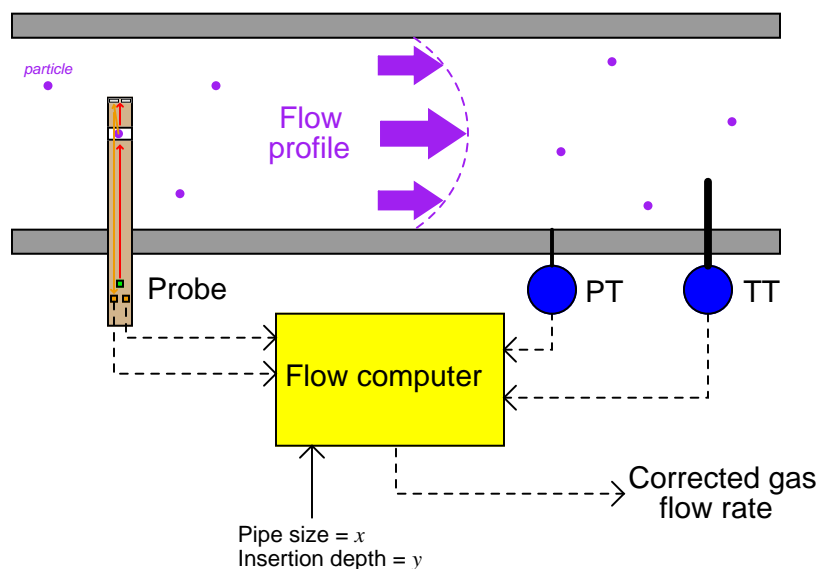 particle
Flow
profile
Probe
PT
TT
Flow computer
Corrected gas
flow rate
Pipe size = x
Insertion depth = y